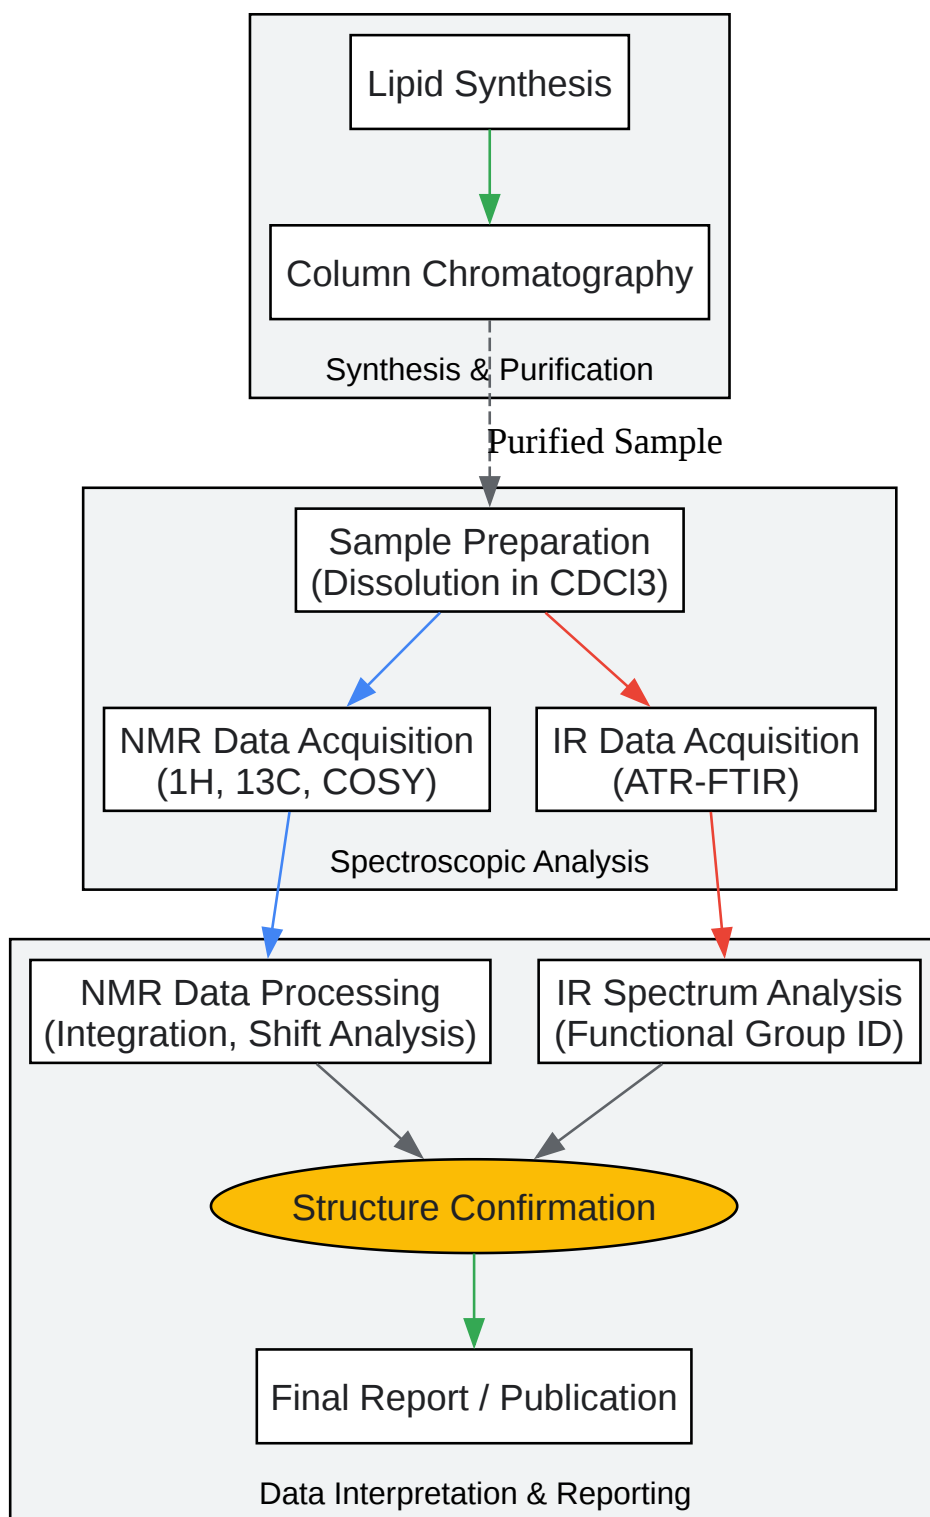 Lipid Synthesis
Column Chromatography
Synthesis & Purification
Purified Sample
Sample Preparation
(Dissolution in CDCl3)
NMR Data Acquisition
(1H, 13C, COSY)
IR Data Acquisition
(ATR-FTIR)
Spectroscopic Analysis
NMR Data Processing
(Integration, Shift Analysis)
IR Spectrum Analysis
(Functional Group ID)
Structure Confirmation
Final Report / Publication
Data Interpretation & Reporting